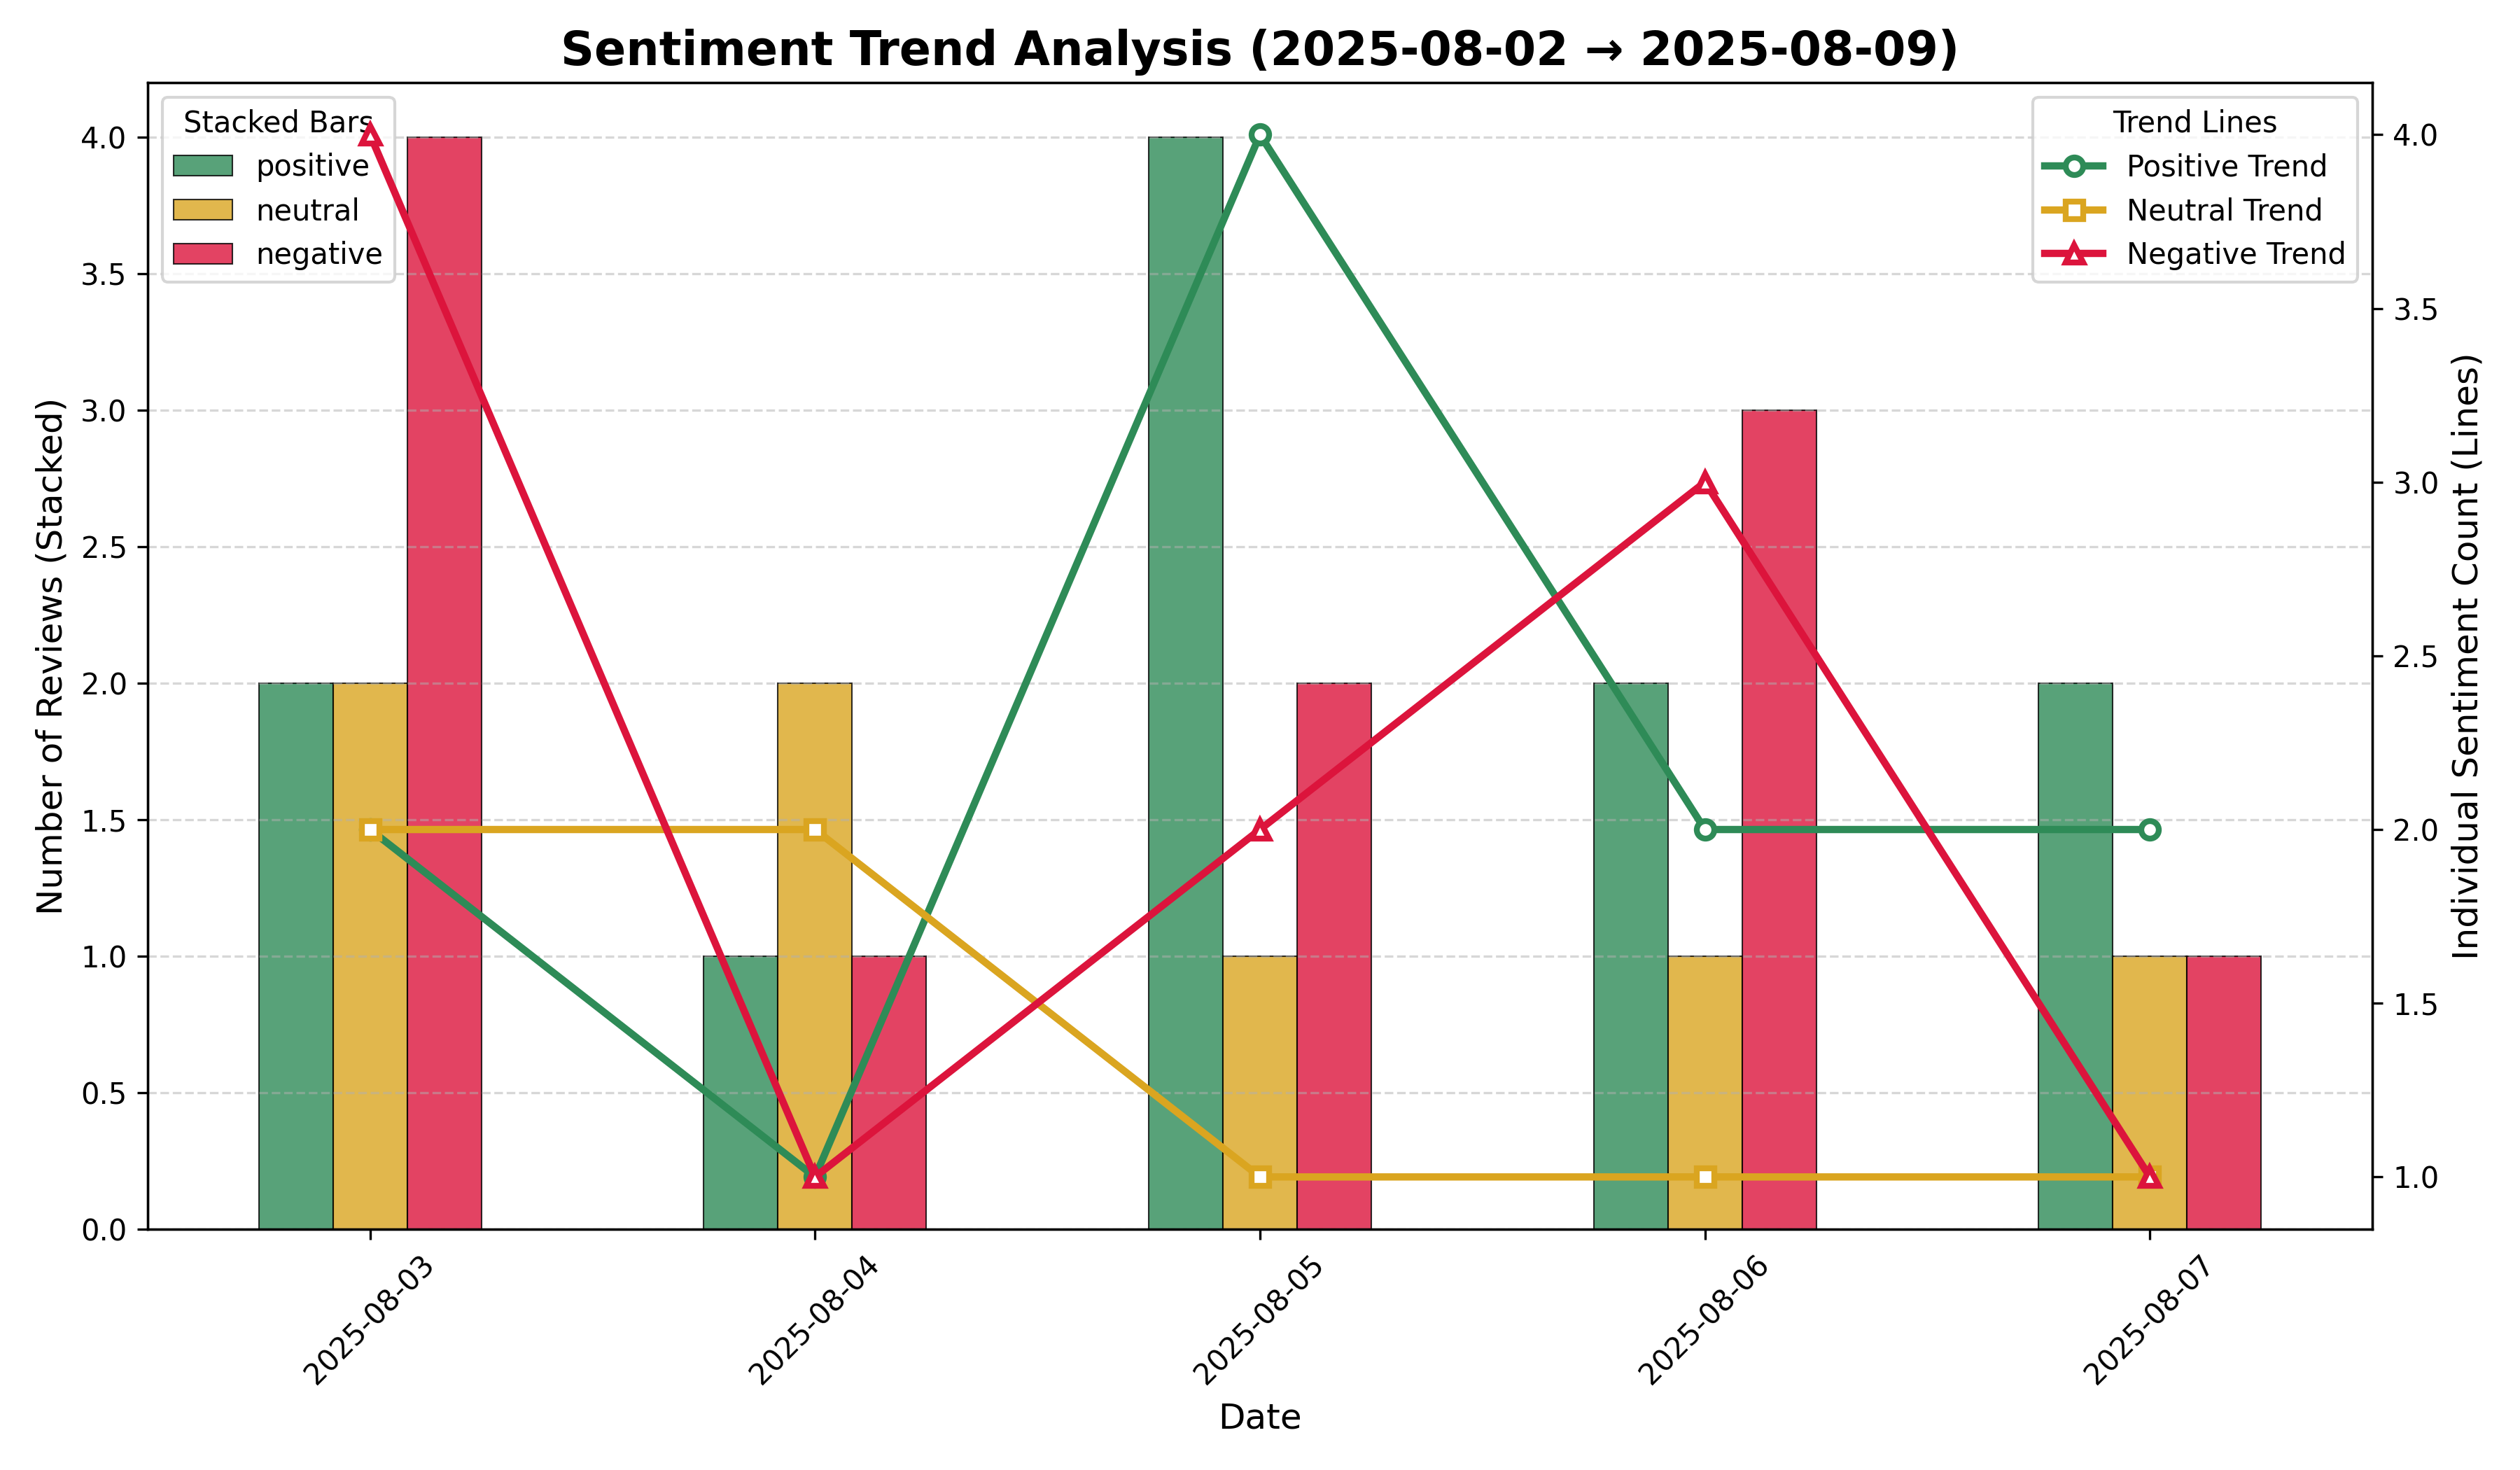 Sentiment Trend Analysis (2025-08-02 → 2025-08-09)
Stacked Bars
positive
neutral
negative
Trend Lines
Positive Trend
Neutral Trend
Negative Trend
Number of Reviews (Stacked)
4.0
3.5
3.0
2.5
2.0
1.5
1.0
0.5
0.0
Individual Sentiment Count (Lines)
4.0
3.5
3.0
2.5
2.0
1.5
1.0
2025-08-03
2025-08-04
2025-08-05
2025-08-06
2025-08-07
Date